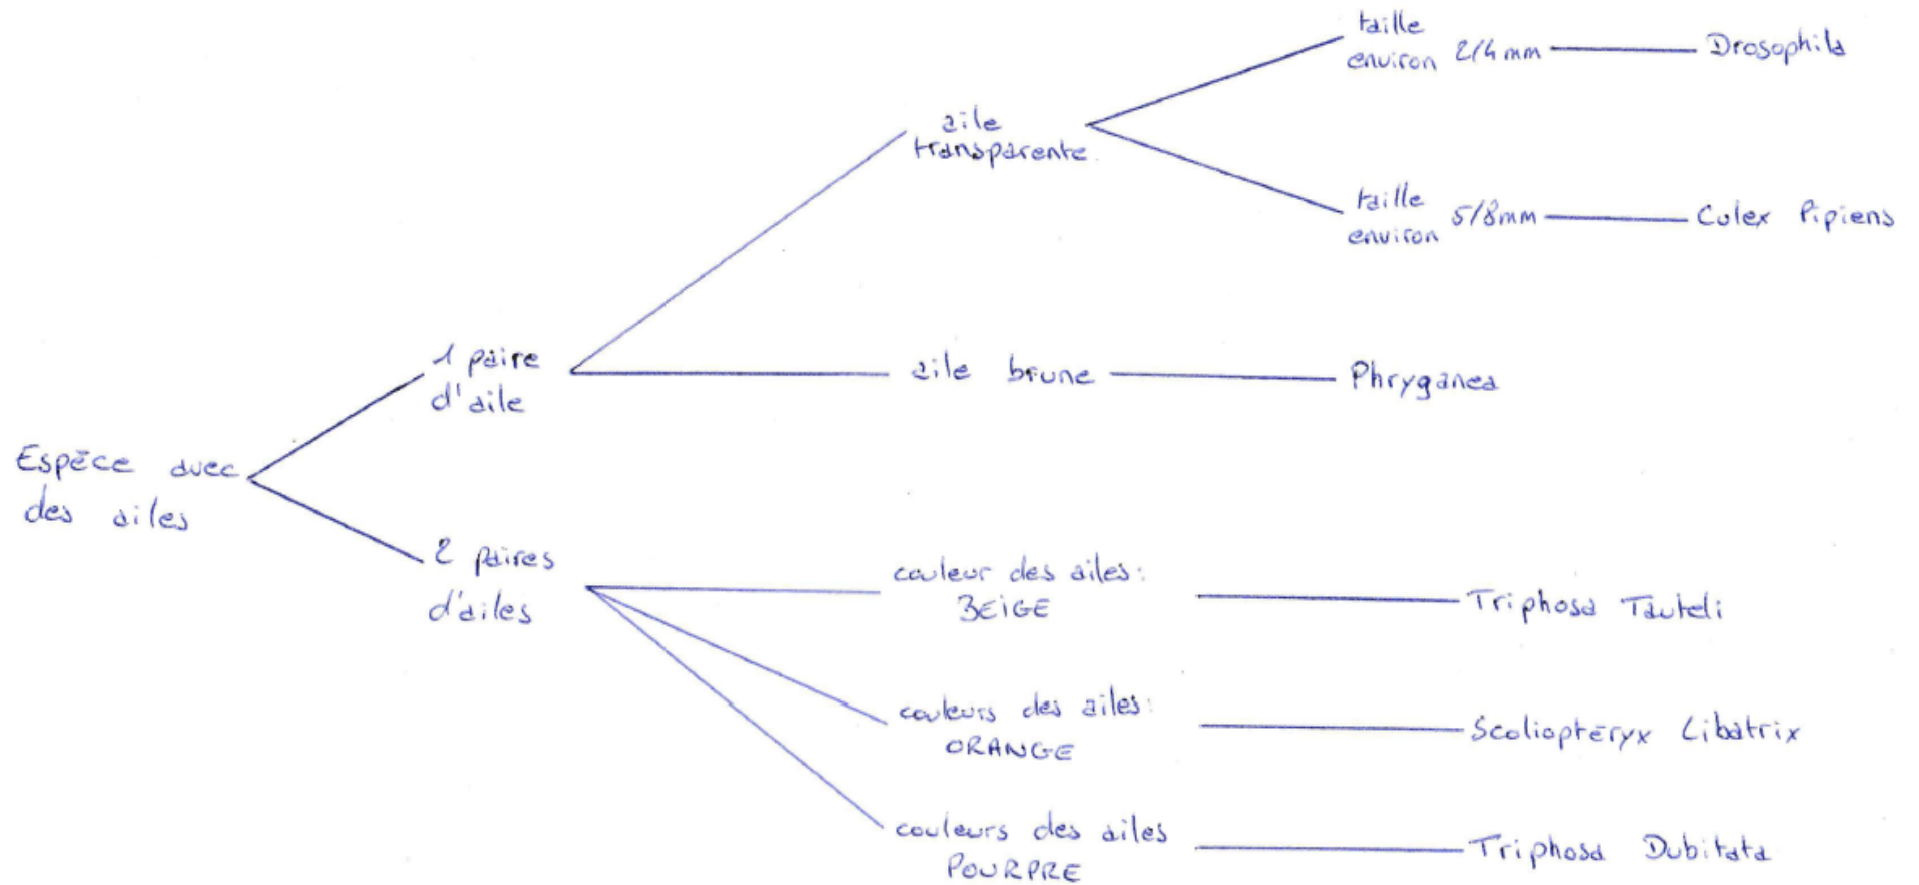 taille
environ 2/4 mm
Drosophila
aile
transparente
taille
environ 5/8mm
Culex Pipiens
1 paire
d'aile
aile brune
Phryganea
Espèce avec
des ailes
2 paires
d'ailes
couleur des ailes:
BEIGE
Triphosa Tauteli
couleurs des ailes:
ORANGE
Scoliopteryx Libatrix
couleurs des ailes
POURPRE
Triphosa Dubitata